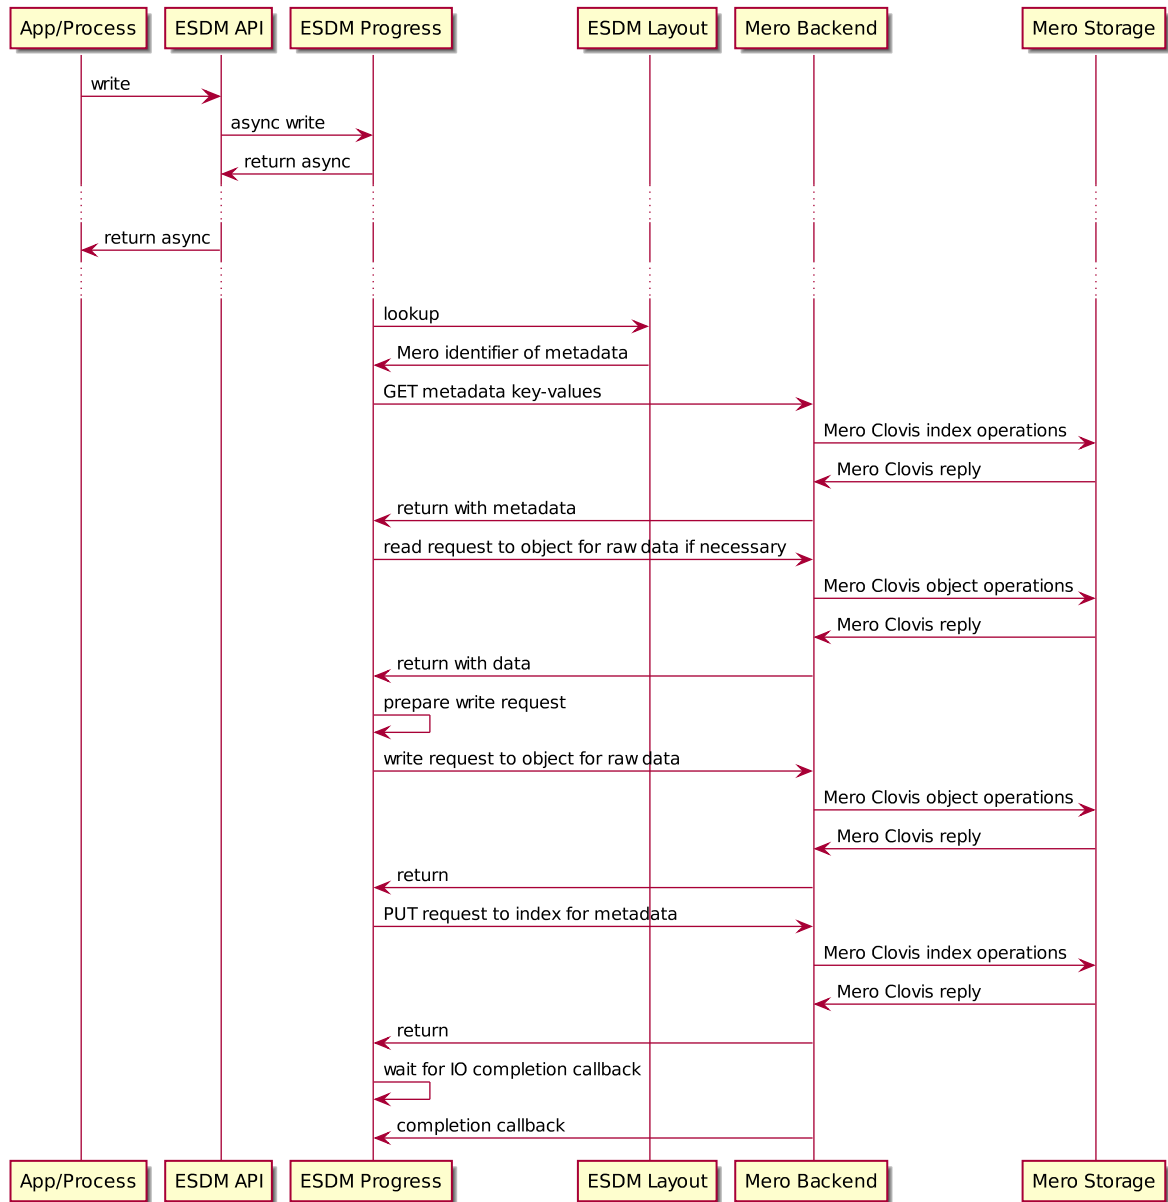 App/Process ESDM API ESDM Progress ESDM Layout Mero Backend Mero Storage
write
async write
return async
return async
lookup
Mero identifier of metadata
GET metadata key-values
Mero Clovis index operations
Mero Clovis reply
return with metadata
read request to object for raw data if necessary
Mero Clovis object operations
Mero Clovis reply
return with data
prepare write request
write request to object for raw data
Mero Clovis object operations
Mero Clovis reply
return
PUT request to index for metadata
Mero Clovis index operations
Mero Clovis reply
return
wait for IO completion callback
completion callback
App/Process ESDM API ESDM Progress ESDM Layout Mero Backend Mero Storage